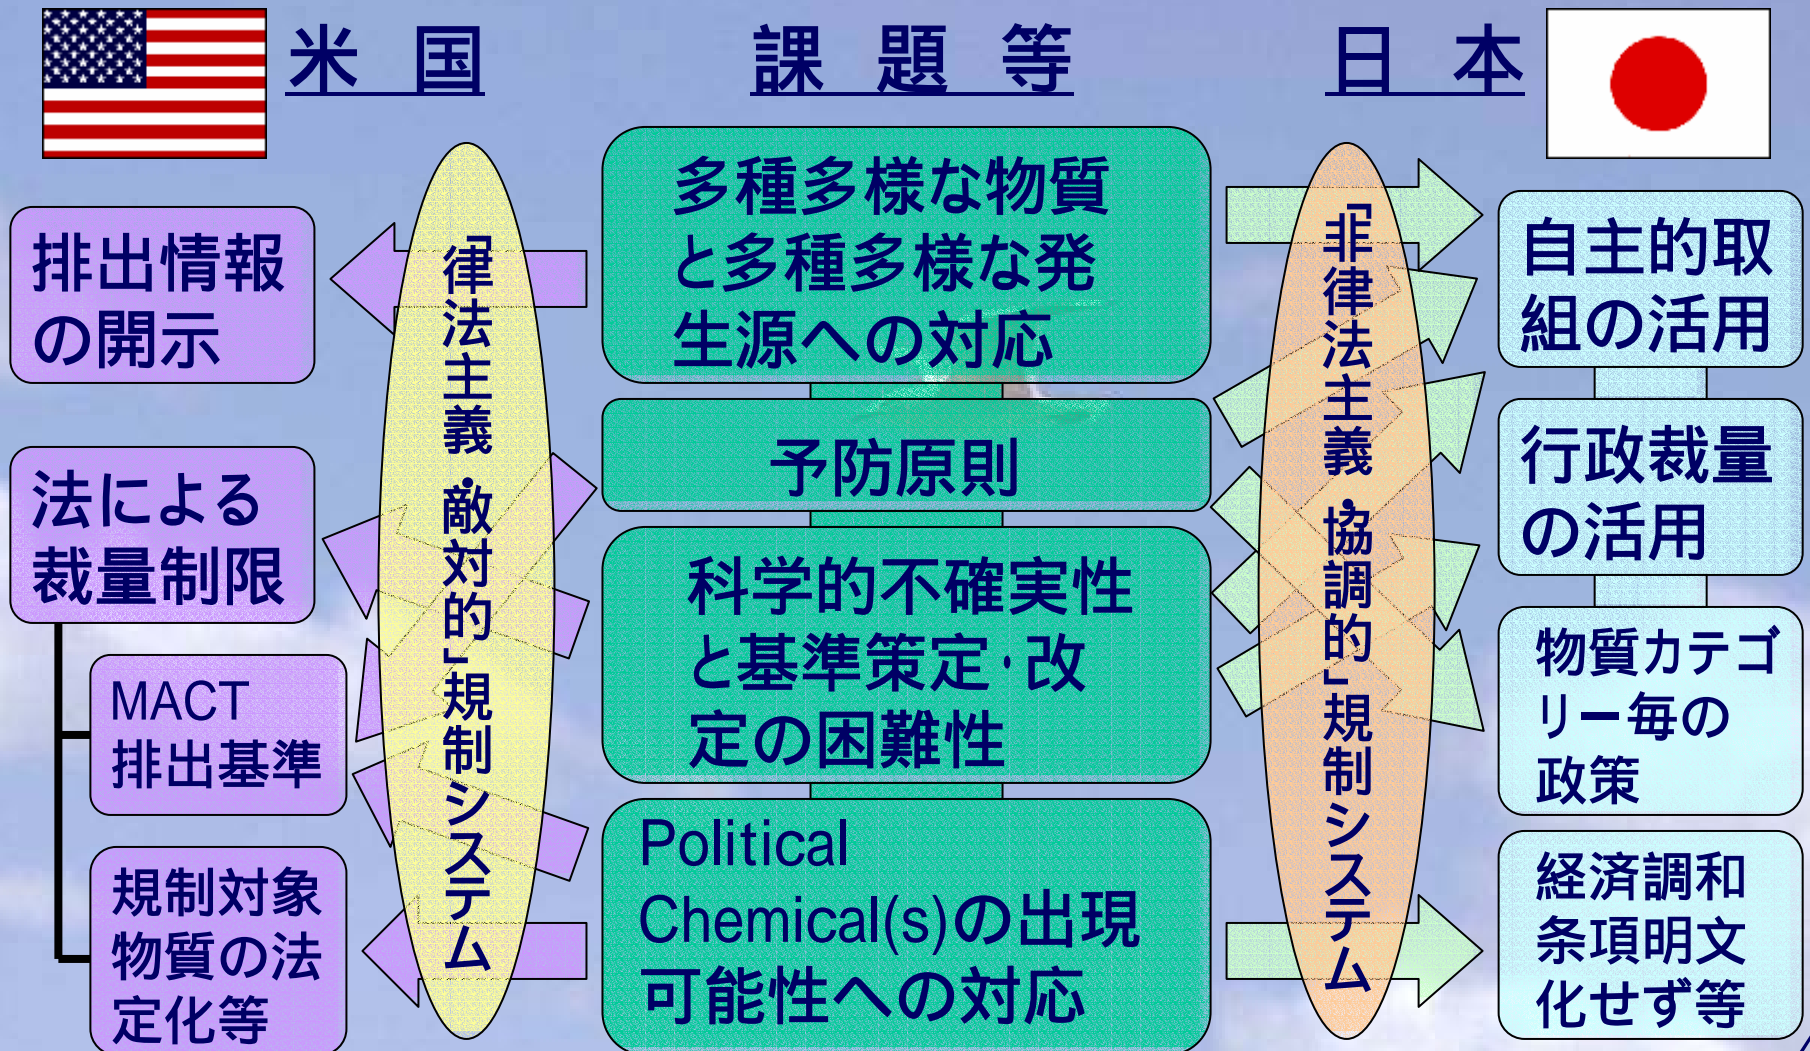 米国
課題等
日本
排出情報
の開示
法による
裁量制限
MACT
排出基準
規制対象
物質の法
定化等
「律法主義・敵対的」規制システム
多種多様な物質
と多種多様な発
生源への対応
予防原則
科学的不確実性
と基準策定・改
定の困難性
Political
Chemical(s)の出現
可能性への対応
「非律法主義・協調的」規制システム
自主的取
組の活用
行政裁量
の活用
物質カテゴ
リー毎の
政策
経済調和
条項明文
化せず等